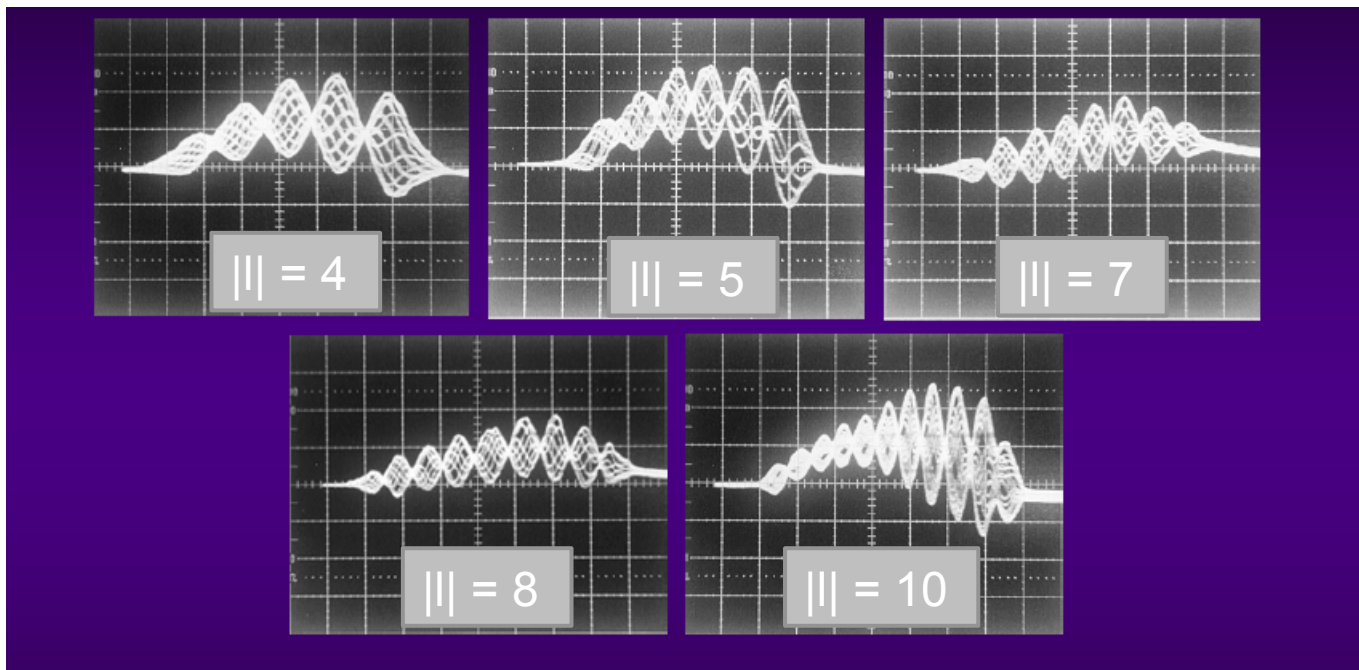 |l| = 4
|l| = 5
|l| = 7
|l| = 8
|l| = 10